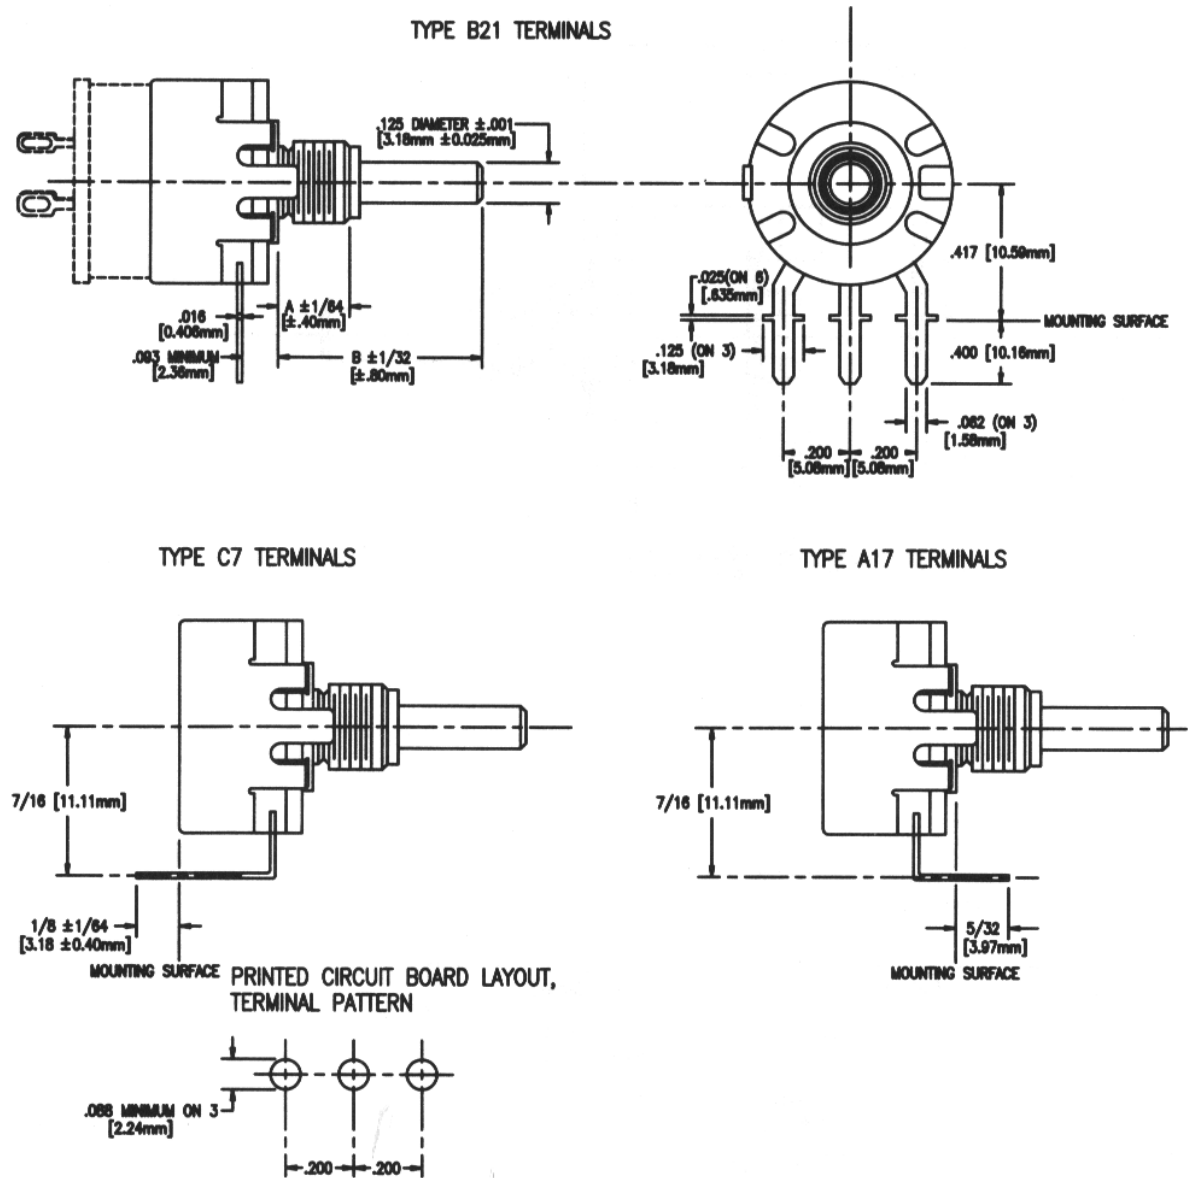 TYPE B21 TERMINALS
.125 DIAMETER ±.001
[3.18mm ±0.025mm]
.016
[0.406mm]
A ±1/64
[±.40mm]
.093 MINIMUM
[2.36mm]
B ±1/32
[±.80mm]
.417 [10.59mm]
.025(ON 6)
[.635mm]
MOUNTING SURFACE
.125 (ON 3)
[3.18mm]
.400 [10.16mm]
.062 (ON 3)
[1.58mm]
.200
[5.08mm]
.200
[5.08mm]
TYPE C7 TERMINALS
7/16 [11.11mm]
1/8 ±1/64
[3.18 ±0.40mm]
MOUNTING SURFACE
TYPE A17 TERMINALS
7/16 [11.11mm]
5/32
[3.97mm]
MOUNTING SURFACE
PRINTED CIRCUIT BOARD LAYOUT,
TERMINAL PATTERN
.088 MINIMUM ON 3
[2.24mm]
.200
.200